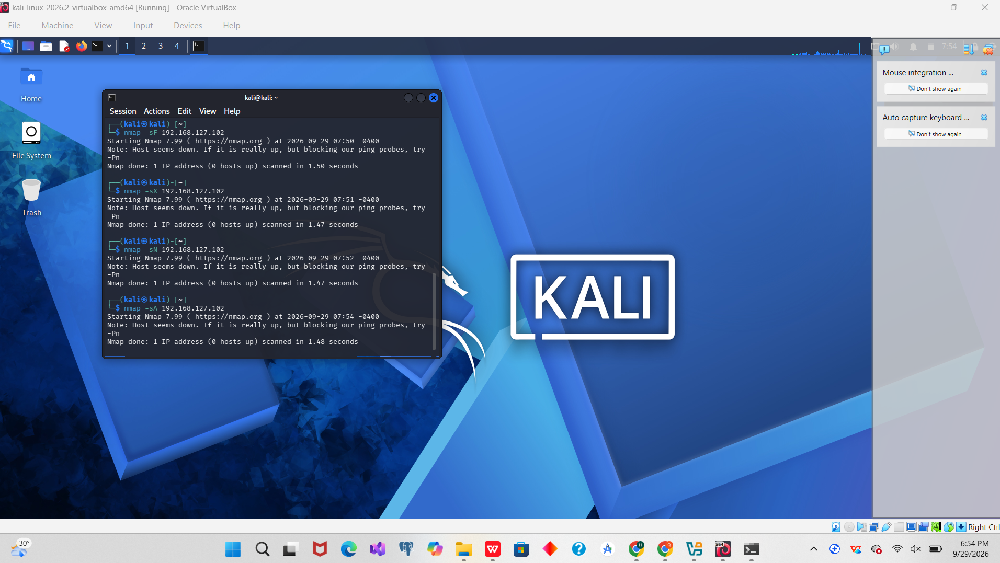 kali-linux-2026.2-virtualbox-amd64 [Running] - Oracle VirtualBox
File Machine View Input Devices Help
1 2 3 4
7:54
Home
File System
Trash
kali@kali: ~
Session Actions Edit View Help
┌──(kali㉿kali)-[~]
└─$ nmap -sF 192.168.127.102
Starting Nmap 7.99 ( https://nmap.org ) at 2026-09-29 07:50 -0400
Note: Host seems down. If it is really up, but blocking our ping probes, try
-Pn
Nmap done: 1 IP address (0 hosts up) scanned in 1.50 seconds
┌──(kali㉿kali)-[~]
└─$ nmap -sX 192.168.127.102
Starting Nmap 7.99 ( https://nmap.org ) at 2026-09-29 07:51 -0400
Note: Host seems down. If it is really up, but blocking our ping probes, try
-Pn
Nmap done: 1 IP address (0 hosts up) scanned in 1.47 seconds
┌──(kali㉿kali)-[~]
└─$ nmap -sN 192.168.127.102
Starting Nmap 7.99 ( https://nmap.org ) at 2026-09-29 07:52 -0400
Note: Host seems down. If it is really up, but blocking our ping probes, try
-Pn
Nmap done: 1 IP address (0 hosts up) scanned in 1.47 seconds
┌──(kali㉿kali)-[~]
└─$ nmap -sA 192.168.127.102
Starting Nmap 7.99 ( https://nmap.org ) at 2026-09-29 07:54 -0400
Note: Host seems down. If it is really up, but blocking our ping probes, try
-Pn
Nmap done: 1 IP address (0 hosts up) scanned in 1.48 seconds
KALI
Mouse integration ...
Don't show again
Auto capture keyboard ...
Don't show again
Right Ctrl
30°
6:54 PM
9/29/2026